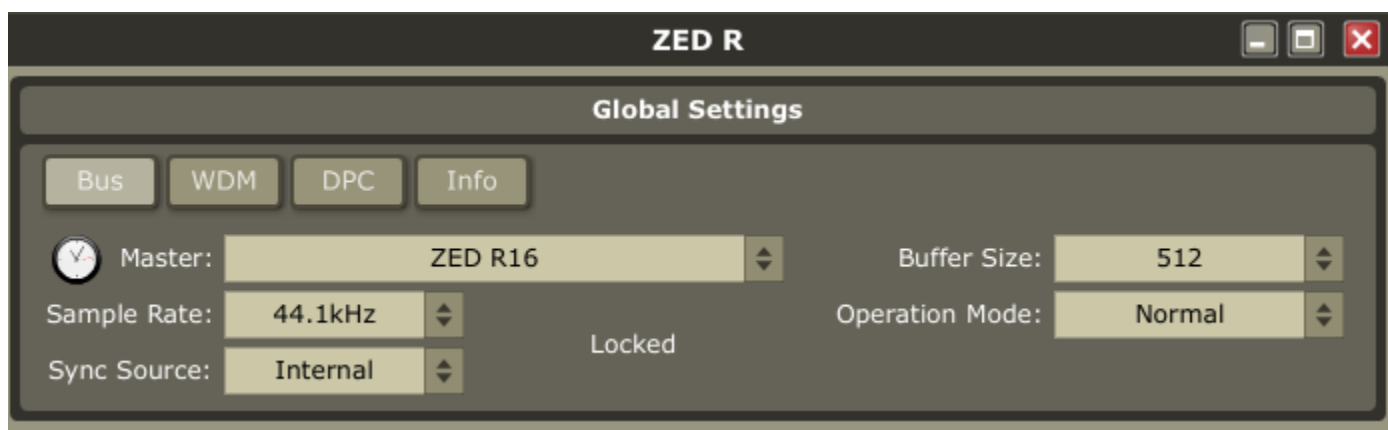 ZED R
Global Settings
Bus WDM DPC Info
Master: ZED R16 Buffer Size: 512
Sample Rate: 44.1kHz Operation Mode: Normal
Locked
Sync Source: Internal